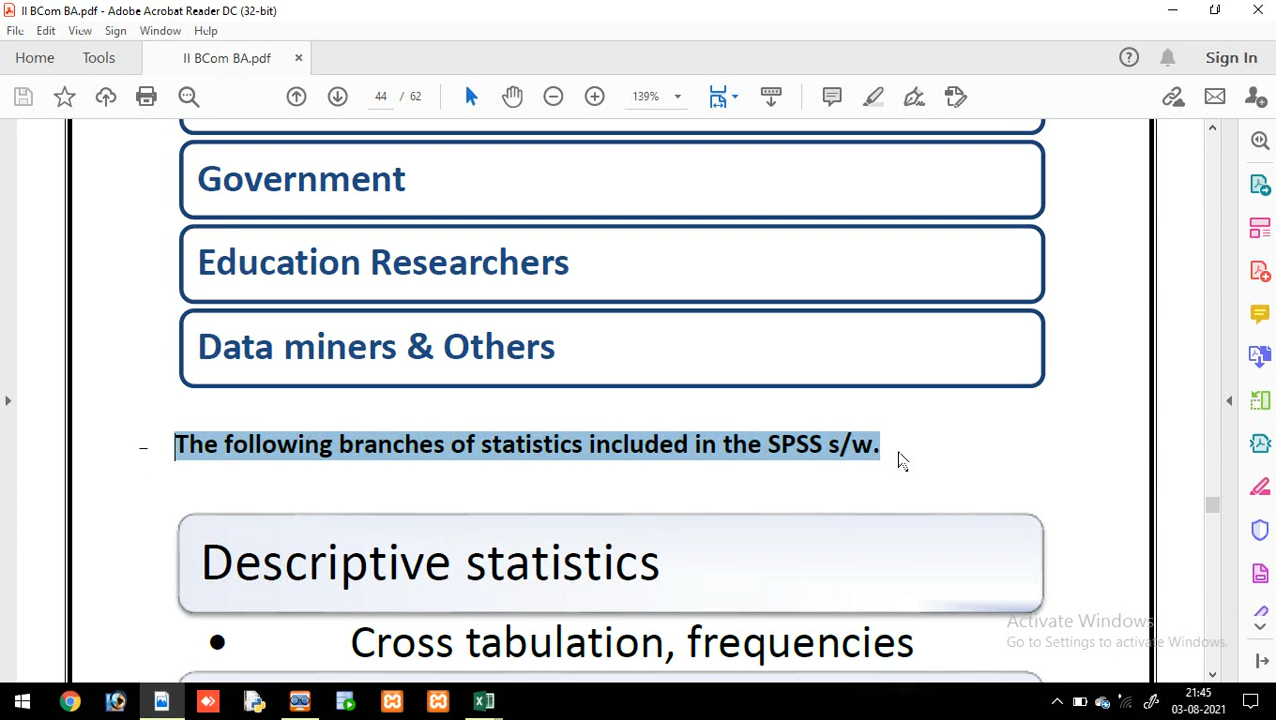 II BCom BA.pdf - Adobe Acrobat Reader DC (32-bit)
File Edit View Sign Window Help
Home Tools II BCom BA.pdf Sign In
44 / 62 139%
Government
Education Researchers
Data miners & Others
– The following branches of statistics included in the SPSS s/w.
Descriptive statistics
• Cross tabulation, frequencies
Activate Windows
Go to Settings to activate Windows.
21:45
03-08-2021